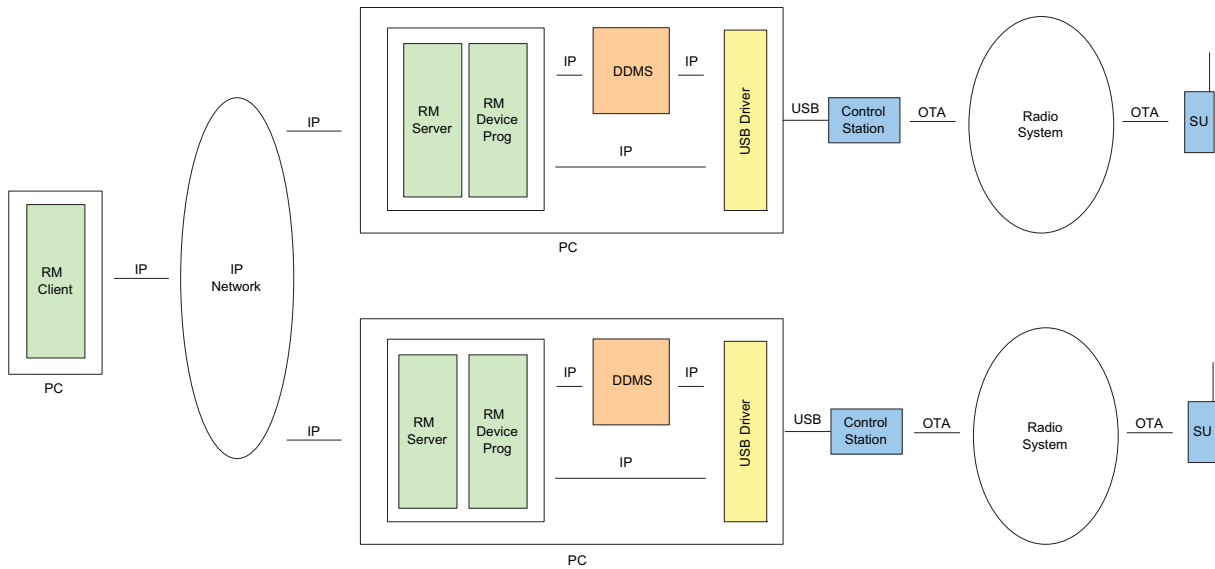 RM
Client
PC
IP
IP
Network
IP
IP
RM
Server
RM
Device
Prog
IP
DDMS
IP
IP
USB Driver
PC
USB
Control
Station
OTA
Radio
System
OTA
SU
RM
Server
RM
Device
Prog
IP
DDMS
IP
IP
USB Driver
PC
USB
Control
Station
OTA
Radio
System
OTA
SU